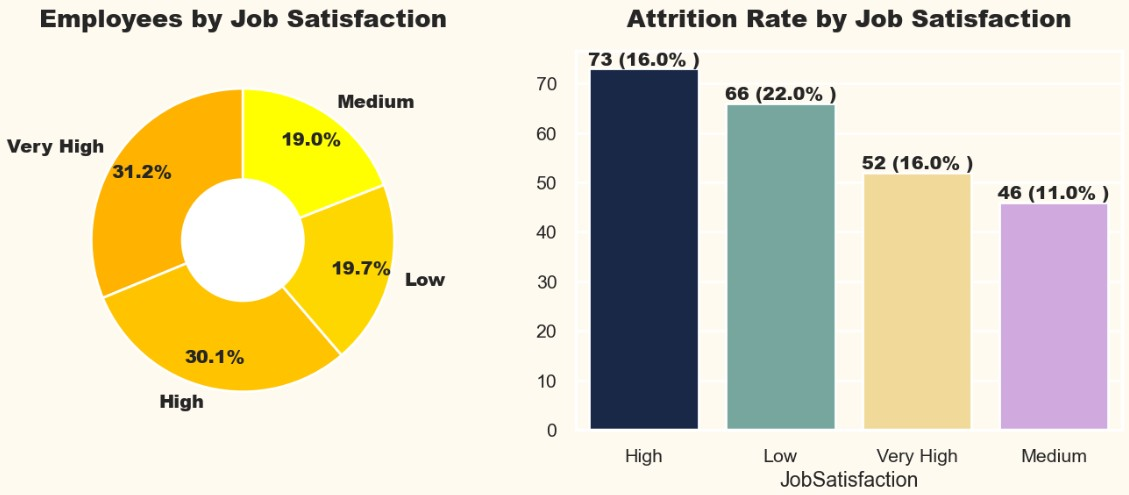 Employees by Job Satisfaction
Medium
19.0%
Very High
31.2%
19.7%
Low
30.1%
High
Attrition Rate by Job Satisfaction
73 (16.0% )
66 (22.0% )
52 (16.0% )
46 (11.0% )
70
60
50
40
30
20
10
0
High
Low
Very High
Medium
JobSatisfaction